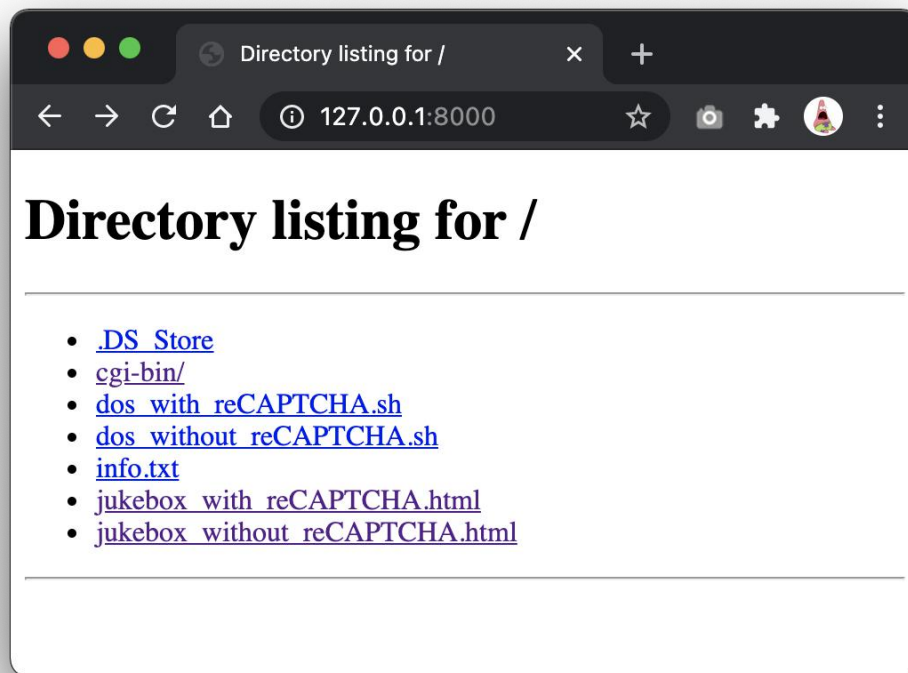 Directory listing for /
127.0.0.1:8000
Directory listing for /
.DS_Store
cgi-bin/
dos_with_reCAPTCHA.sh
dos_without_reCAPTCHA.sh
info.txt
jukebox_with_reCAPTCHA.html
jukebox_without_reCAPTCHA.html